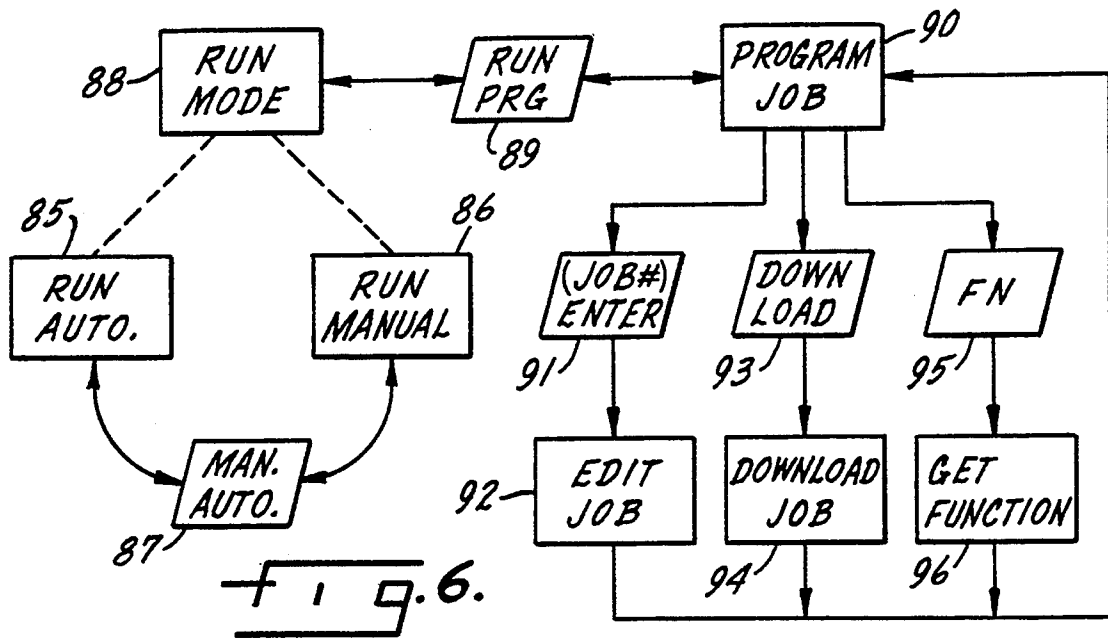 RUN
MODE
88
RUN
PRG
89
PROGRAM
JOB
90
85
RUN
AUTO.
86
RUN
MANUAL
MAN.
AUTO.
87
(JOB#)
ENTER
91
DOWN
LOAD
93
FN
95
EDIT
JOB
92
DOWNLOAD
JOB
94
GET
FUNCTION
96
fig.6.